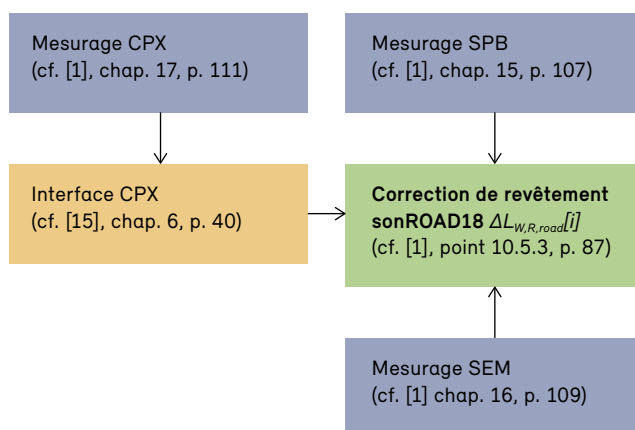 Mesurage CPX
(cf. [1], chap. 17, p. 111)
Mesurage SPB
(cf. [1], chap. 15, p. 107)
Interface CPX
(cf. [15], chap. 6, p. 40)
Correction de revêtement
sonROAD18 ΔL_W,R,road[i]
(cf. [1], point 10.5.3, p. 87)
Mesurage SEM
(cf. [1] chap. 16, p. 109)